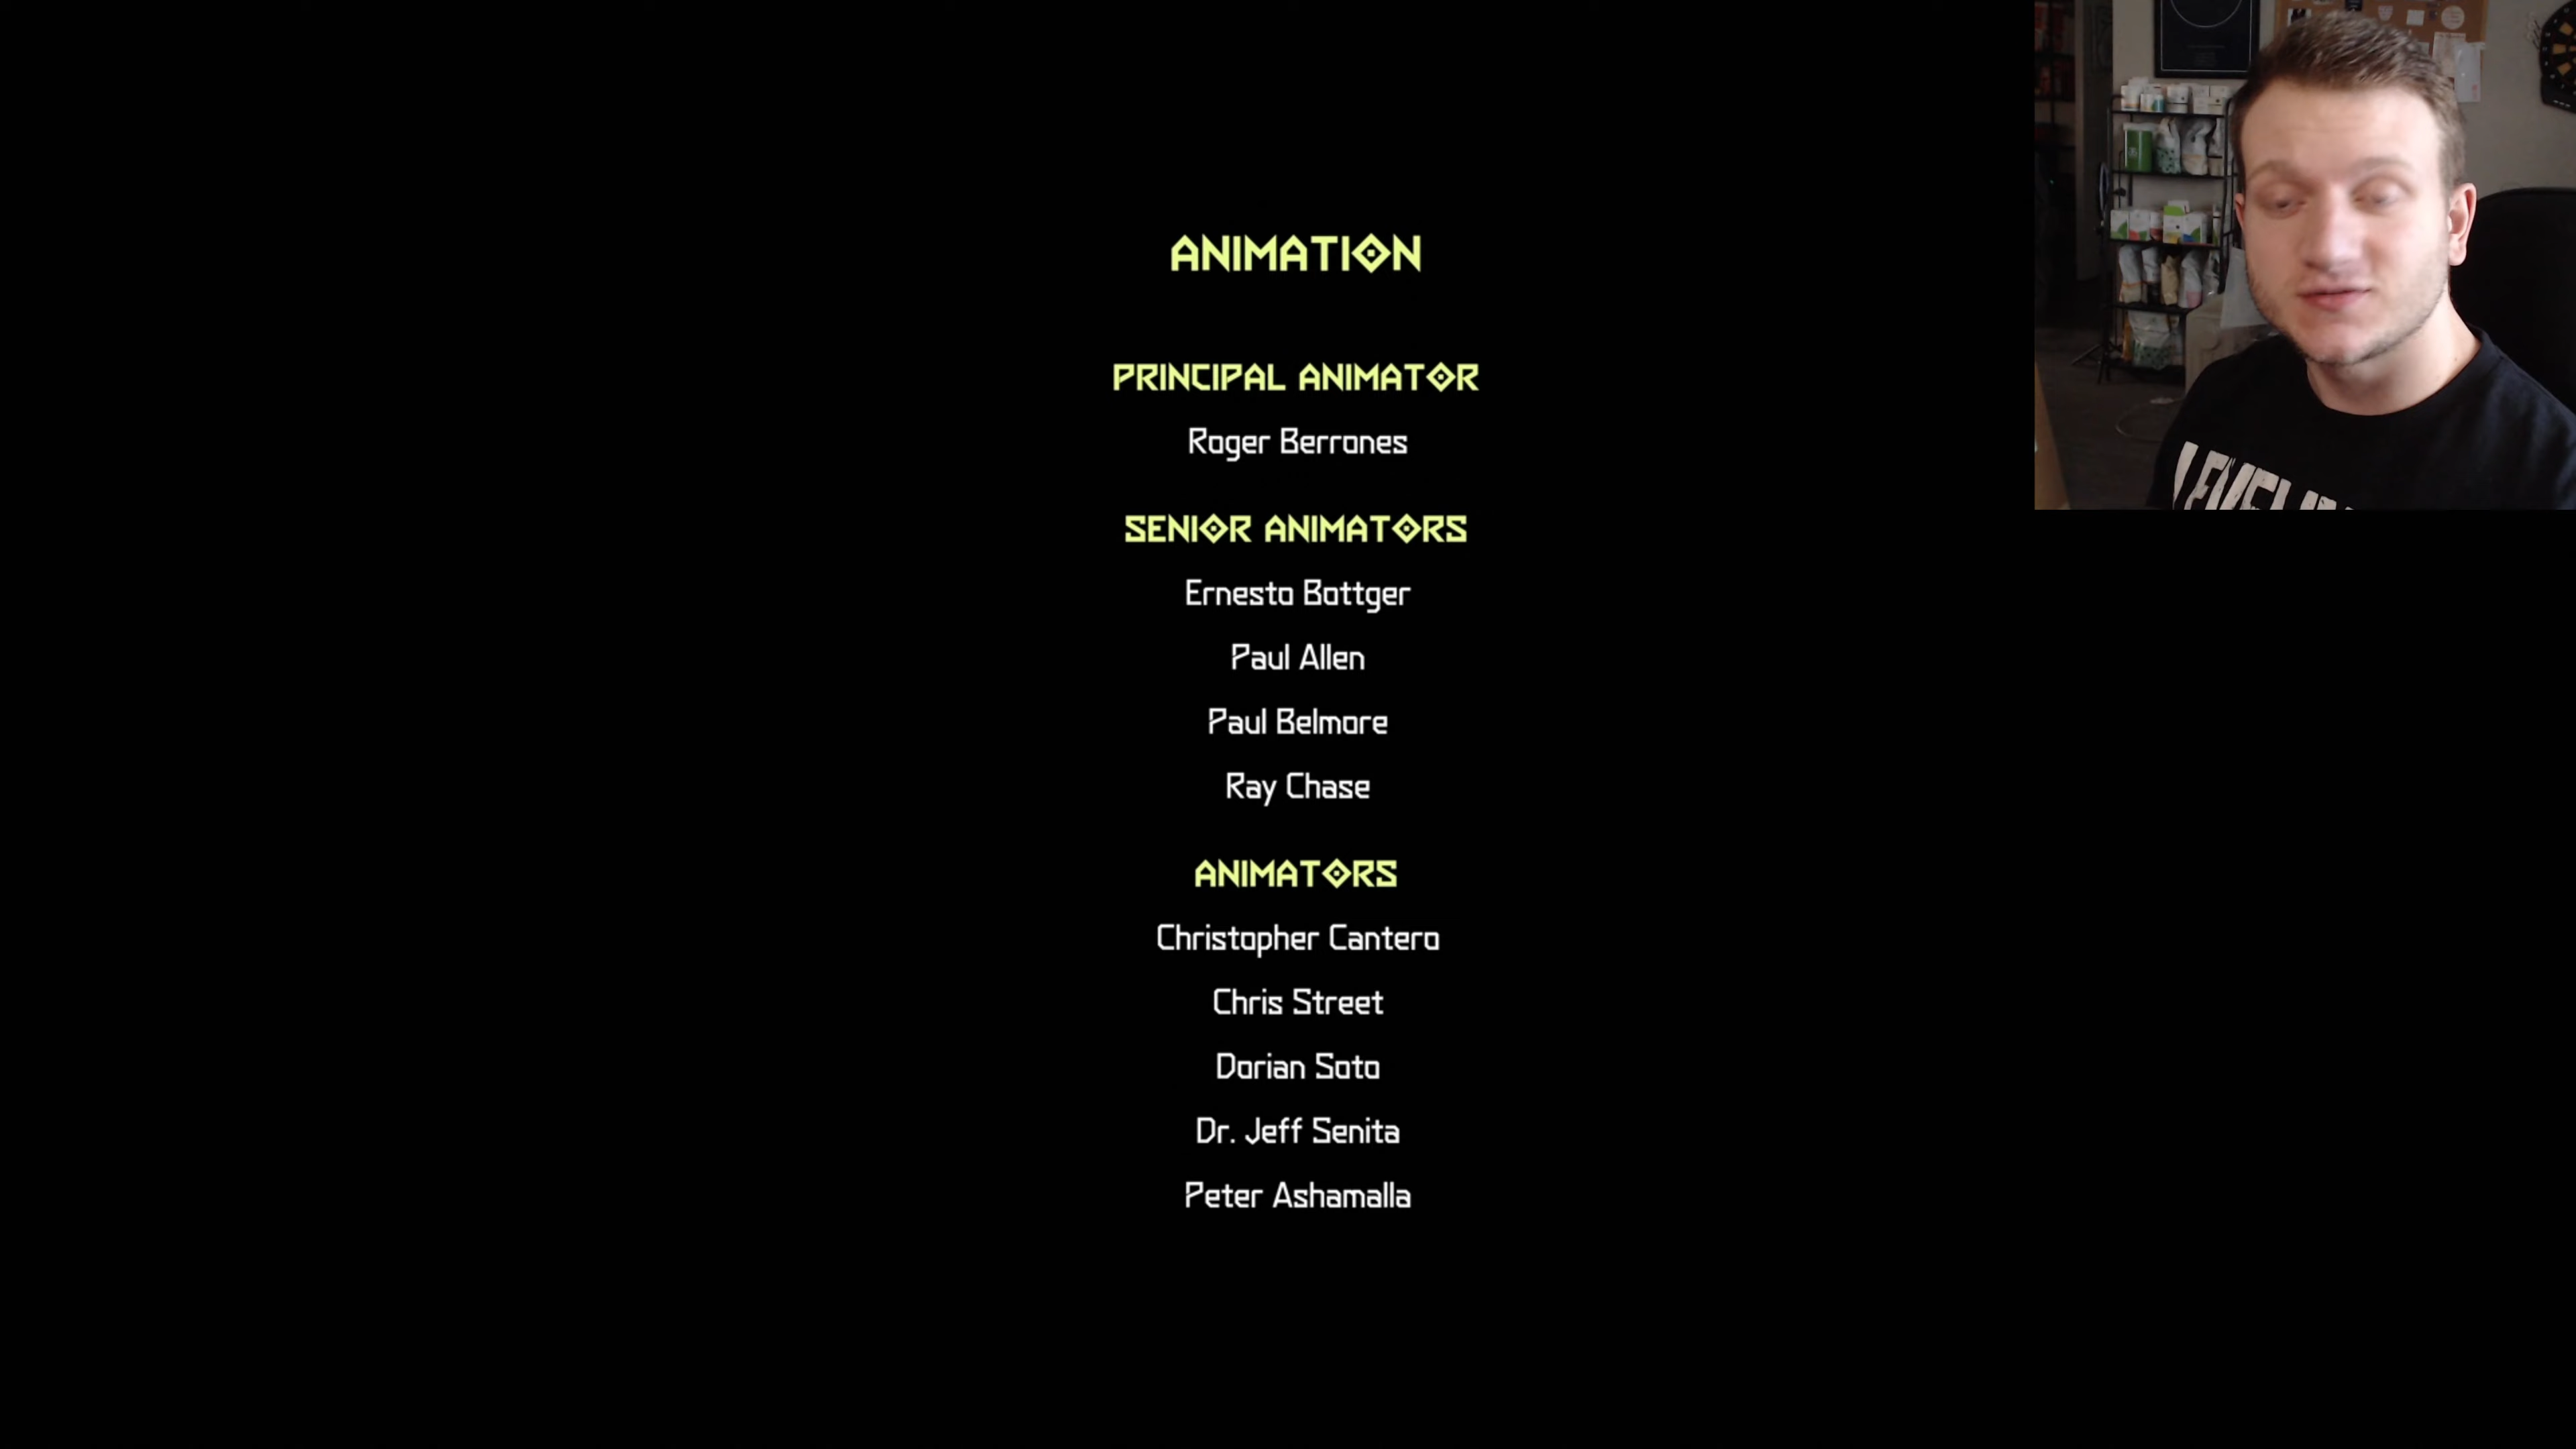 ANIMATION
PRINCIPAL ANIMATOR
Roger Berrones
SENIOR ANIMATORS
Ernesto Bottger
Paul Allen
Paul Belmore
Ray Chase
ANIMATORS
Christopher Cantero
Chris Street
Dorian Soto
Dr. Jeff Senita
Peter Ashamalla